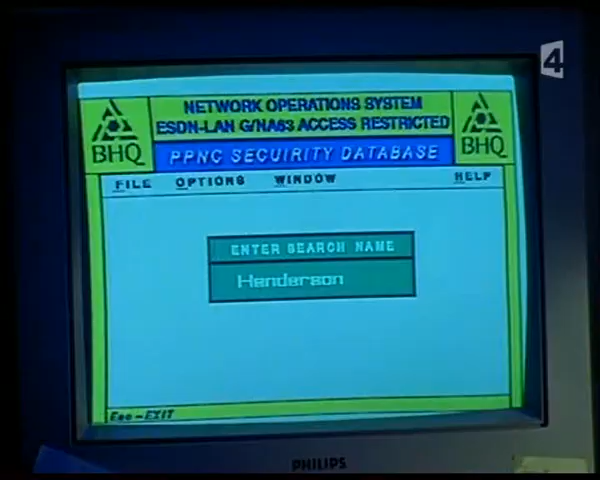 4
NETWORK OPERATIONS SYSTEM
ESDN-LAN G/NA63 ACCESS RESTRICTED
BHQ
BHQ
PPNC SECUIRITY DATABASE
FILE OPTIONS WINDOW HELP
ENTER SEARCH NAME
Henderson
Esc-EXIT
PHILIPS